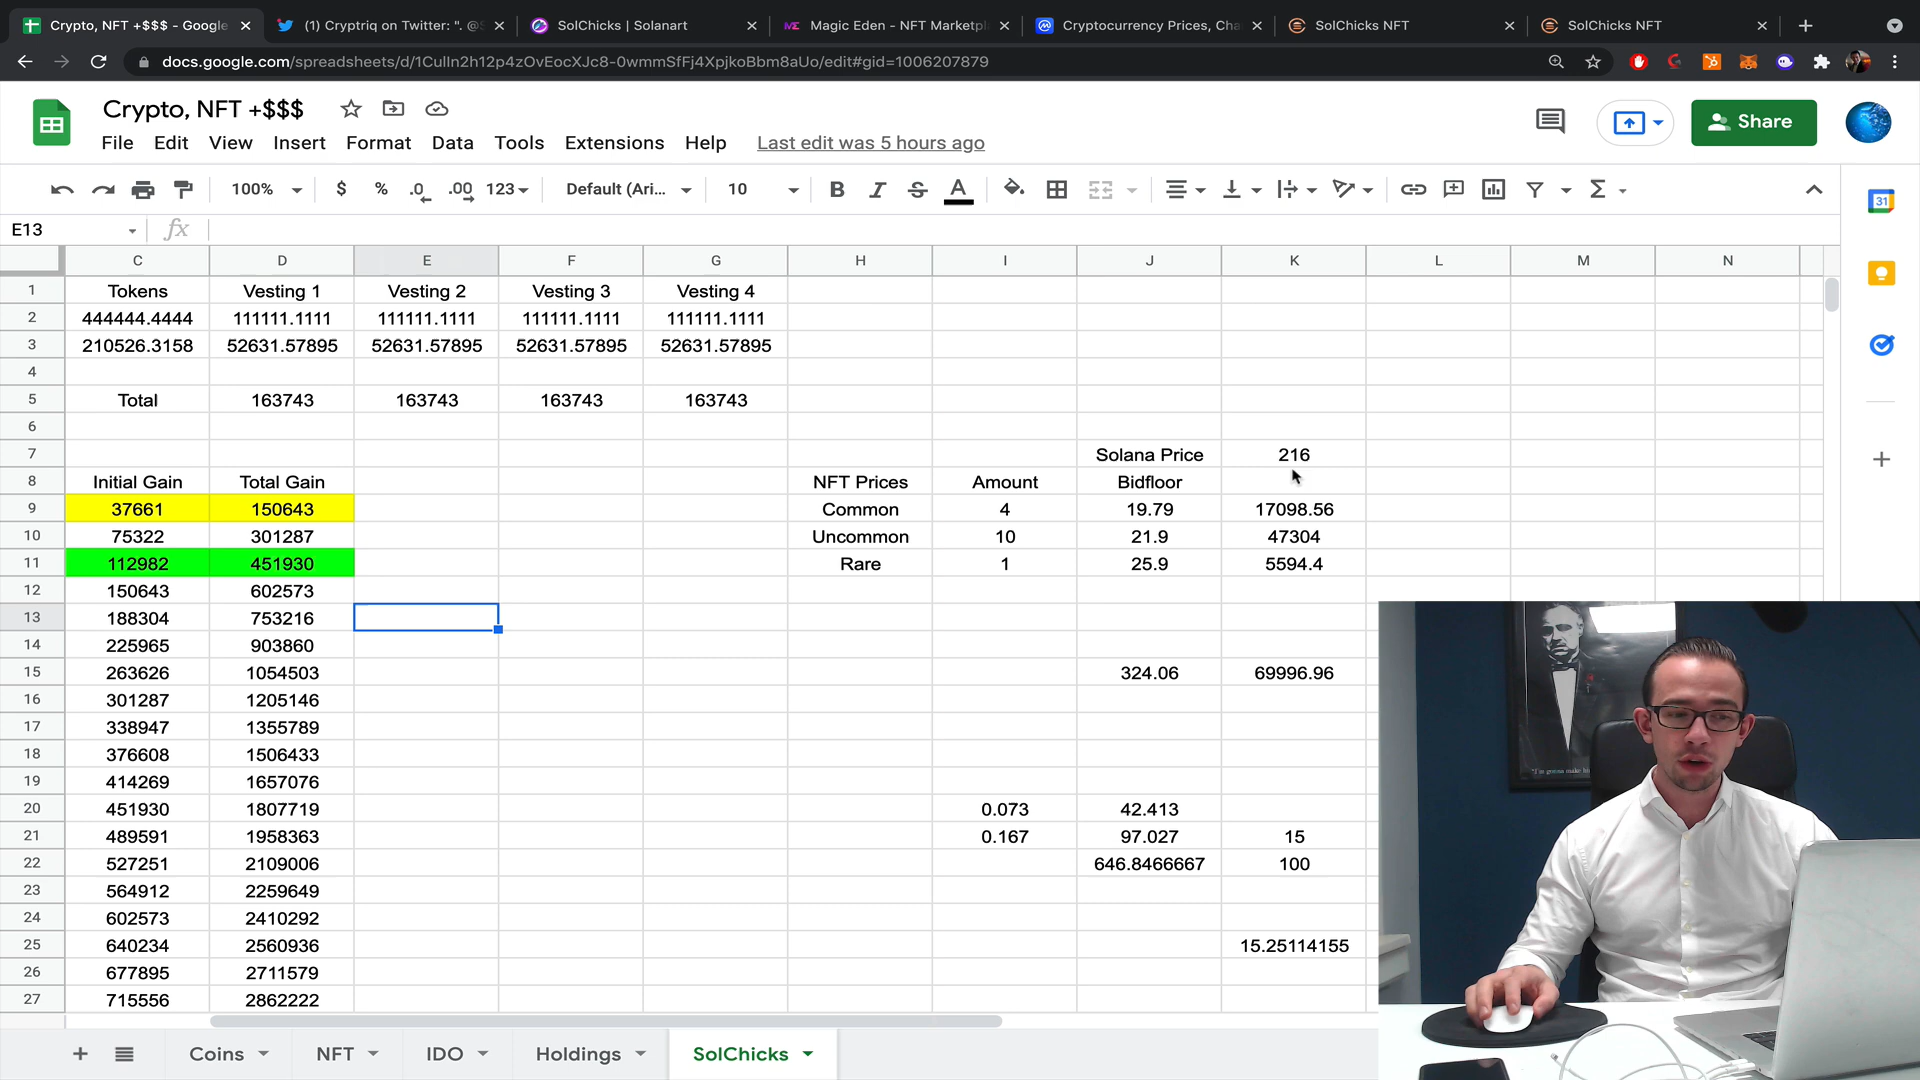 Crypto, NFT +$$$ - Google
(1) Cryptriq on Twitter: ". @S
SolChicks | Solanart
Magic Eden - NFT Marketpl
Cryptocurrency Prices, Cha
SolChicks NFT
SolChicks NFT
docs.google.com/spreadsheets/d/1CulIn2h12p4zOvEocXJc8-0wmmSfFj4XpjkoBbm8aUo/edit#gid=1006207879
Crypto, NFT +$$$
Share
File Edit View Insert Format Data Tools Extensions Help Last edit was 5 hours ago
100% $ % .0 .00 123 Default (Ari... 10 B I S A
31
E13 fx
C D E F G H I J K L M N
1 Tokens Vesting 1 Vesting 2 Vesting 3 Vesting 4
2 444444.4444 111111.1111 111111.1111 111111.1111 111111.1111
3 210526.3158 52631.57895 52631.57895 52631.57895 52631.57895
4
5 Total 163743 163743 163743 163743
6
7 Solana Price 216
8 Initial Gain Total Gain NFT Prices Amount Bidfloor
9 37661 150643 Common 4 19.79 17098.56
10 75322 301287 Uncommon 10 21.9 47304
11 112982 451930 Rare 1 25.9 5594.4
12 150643 602573
13 188304 753216
14 225965 903860
15 263626 1054503 324.06 69996.96
16 301287 1205146
17 338947 1355789
18 376608 1506433
19 414269 1657076
20 451930 1807719 0.073 42.413
21 489591 1958363 0.167 97.027 15
22 527251 2109006 646.8466667 100
23 564912 2259649
24 602573 2410292
25 640234 2560936 15.25114155
26 677895 2711579
27 715556 2862222
"I'm gonna make hi
Coins NFT IDO Holdings SolChicks